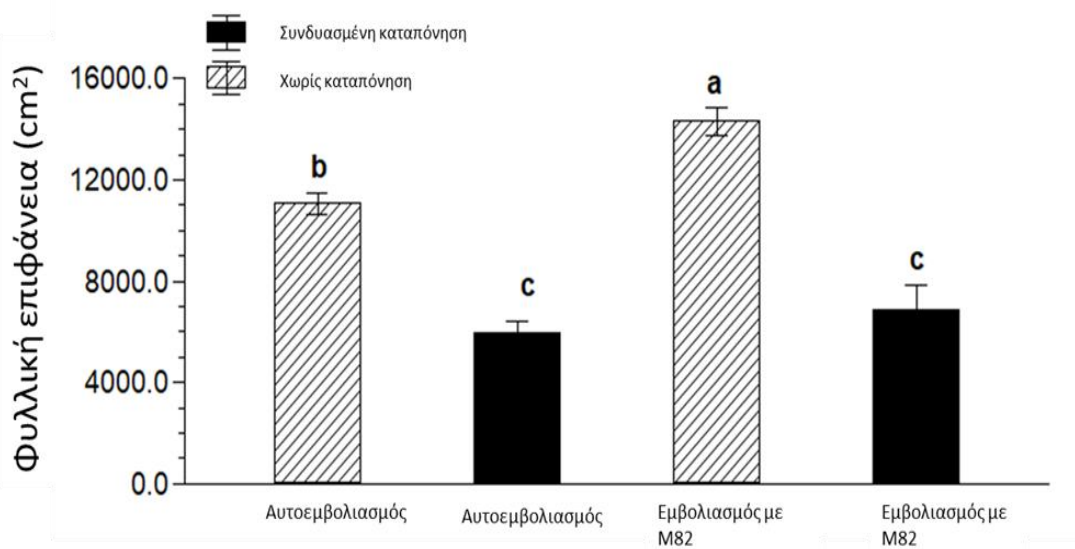 Συνδυασμένη καταπόνηση
Χωρίς καταπόνηση
Φυλλική επιφάνεια (cm²)
16000.0
12000.0
8000.0
4000.0
0.0
b
c
a
c
Αυτοεμβολιασμός
Αυτοεμβολιασμός
Εμβολιασμός με
M82
Εμβολιασμός με
M82